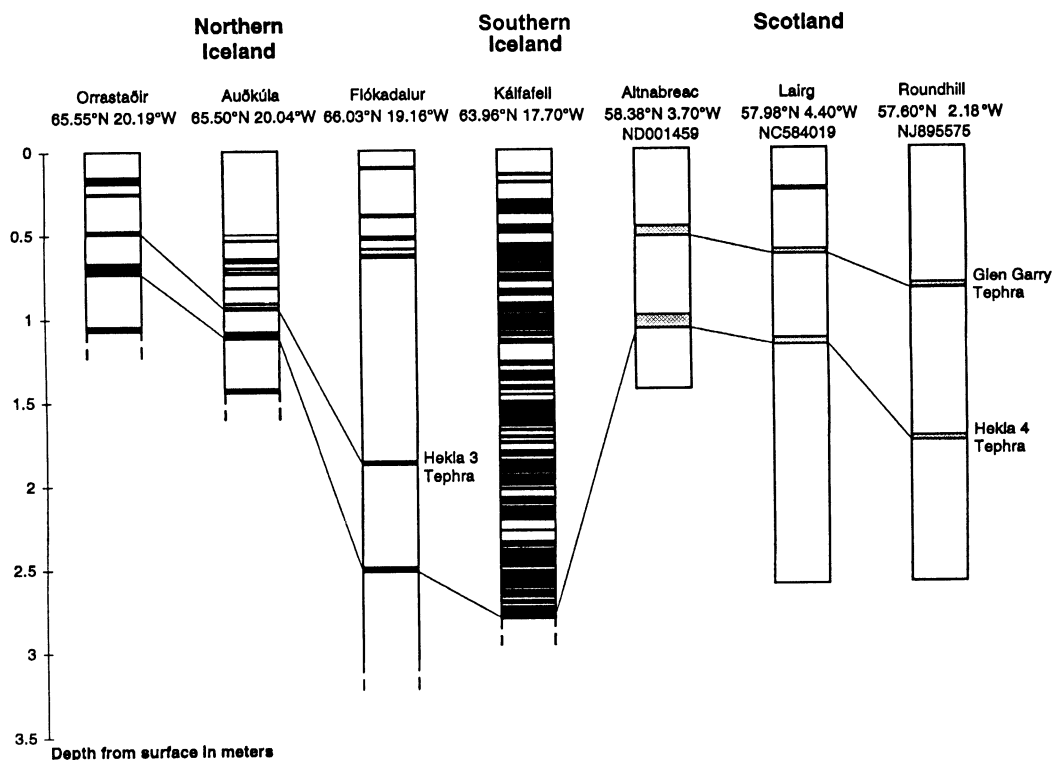 Northern
Iceland
Southern
Iceland
Scotland
Orrastaðir
65.55°N 20.19°W
Auðkúla
65.50°N 20.04°W
Flókadalur
66.03°N 19.16°W
Kálfafell
63.96°N 17.70°W
Altnabreac
58.38°N 3.70°W
ND001459
Lairg
57.98°N 4.40°W
NC584019
Roundhill
57.60°N 2.18°W
NJ895575
0
0.5
1
1.5
2
2.5
3
3.5
Glen Garry
Tephra
Hekla 3
Tephra
Hekla 4
Tephra
Depth from surface in meters